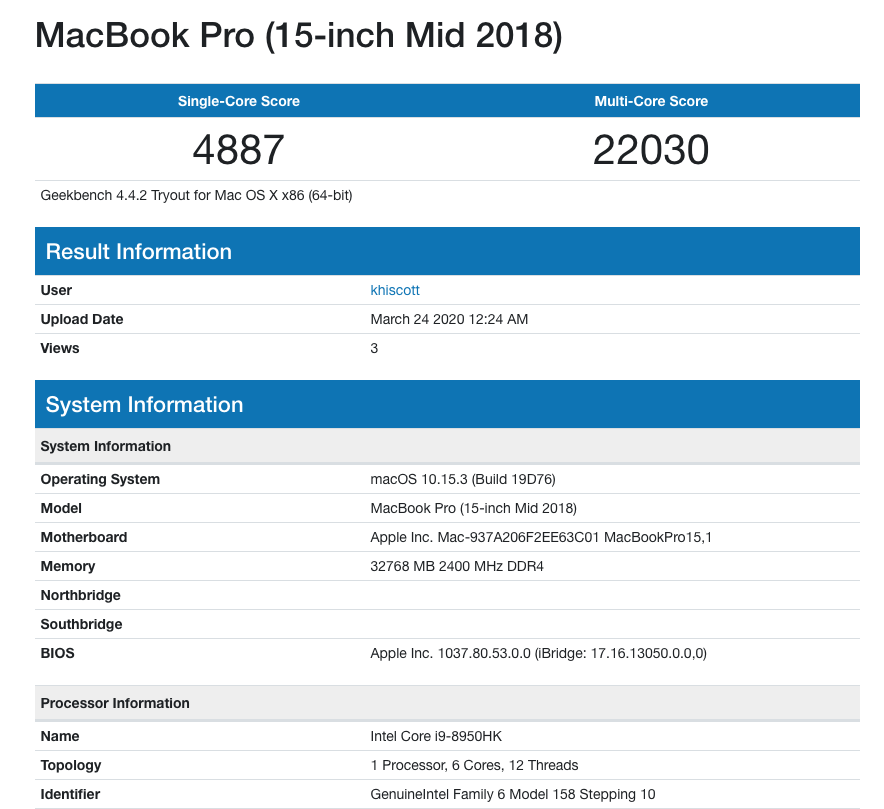 MacBook Pro (15-inch Mid 2018)
Single-Core Score Multi-Core Score
4887 22030
Geekbench 4.4.2 Tryout for Mac OS X x86 (64-bit)
Result Information
User khiscott
Upload Date March 24 2020 12:24 AM
Views 3
System Information
System Information
Operating System macOS 10.15.3 (Build 19D76)
Model MacBook Pro (15-inch Mid 2018)
Motherboard Apple Inc. Mac-937A206F2EE63C01 MacBookPro15,1
Memory 32768 MB 2400 MHz DDR4
Northbridge
Southbridge
BIOS Apple Inc. 1037.80.53.0.0 (iBridge: 17.16.13050.0.0,0)
Processor Information
Name Intel Core i9-8950HK
Topology 1 Processor, 6 Cores, 12 Threads
Identifier GenuineIntel Family 6 Model 158 Stepping 10